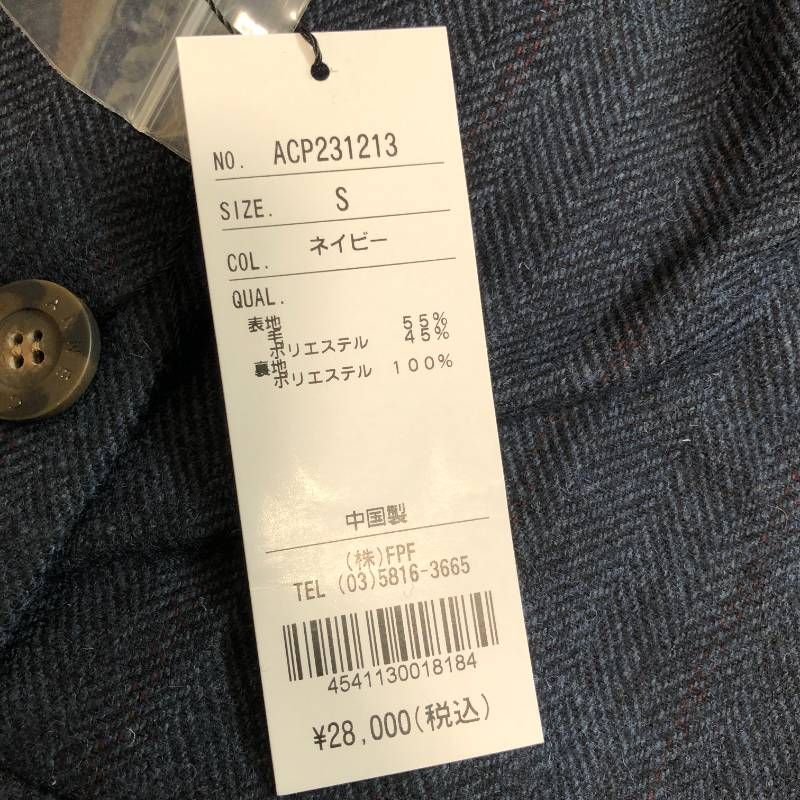 NO. ACP231213
SIZE. S
COL. ネイビー
QUAL.
表地
毛 55%
ポリエステル 45%
裏地
ポリエステル 100%
中国製
(株)FPF
TEL (03)5816-3665
4541130018184
¥28,000(税込)